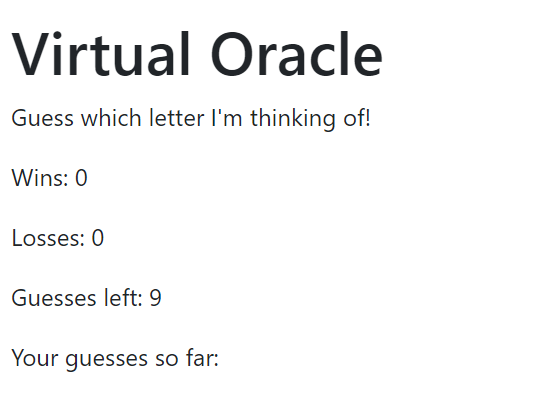 Virtual Oracle
Guess which letter I'm thinking of!
Wins: 0
Losses: 0
Guesses left: 9
Your guesses so far: